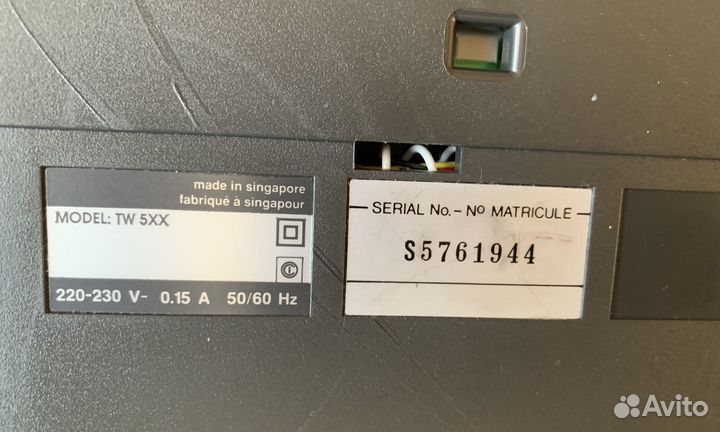 made in singapore
fabriqué à singapour
MODEL: TW 5XX
220-230 V~ 0.15 A 50/60 Hz
SERIAL No. - Nº MATRICULE
S5761944
Avito